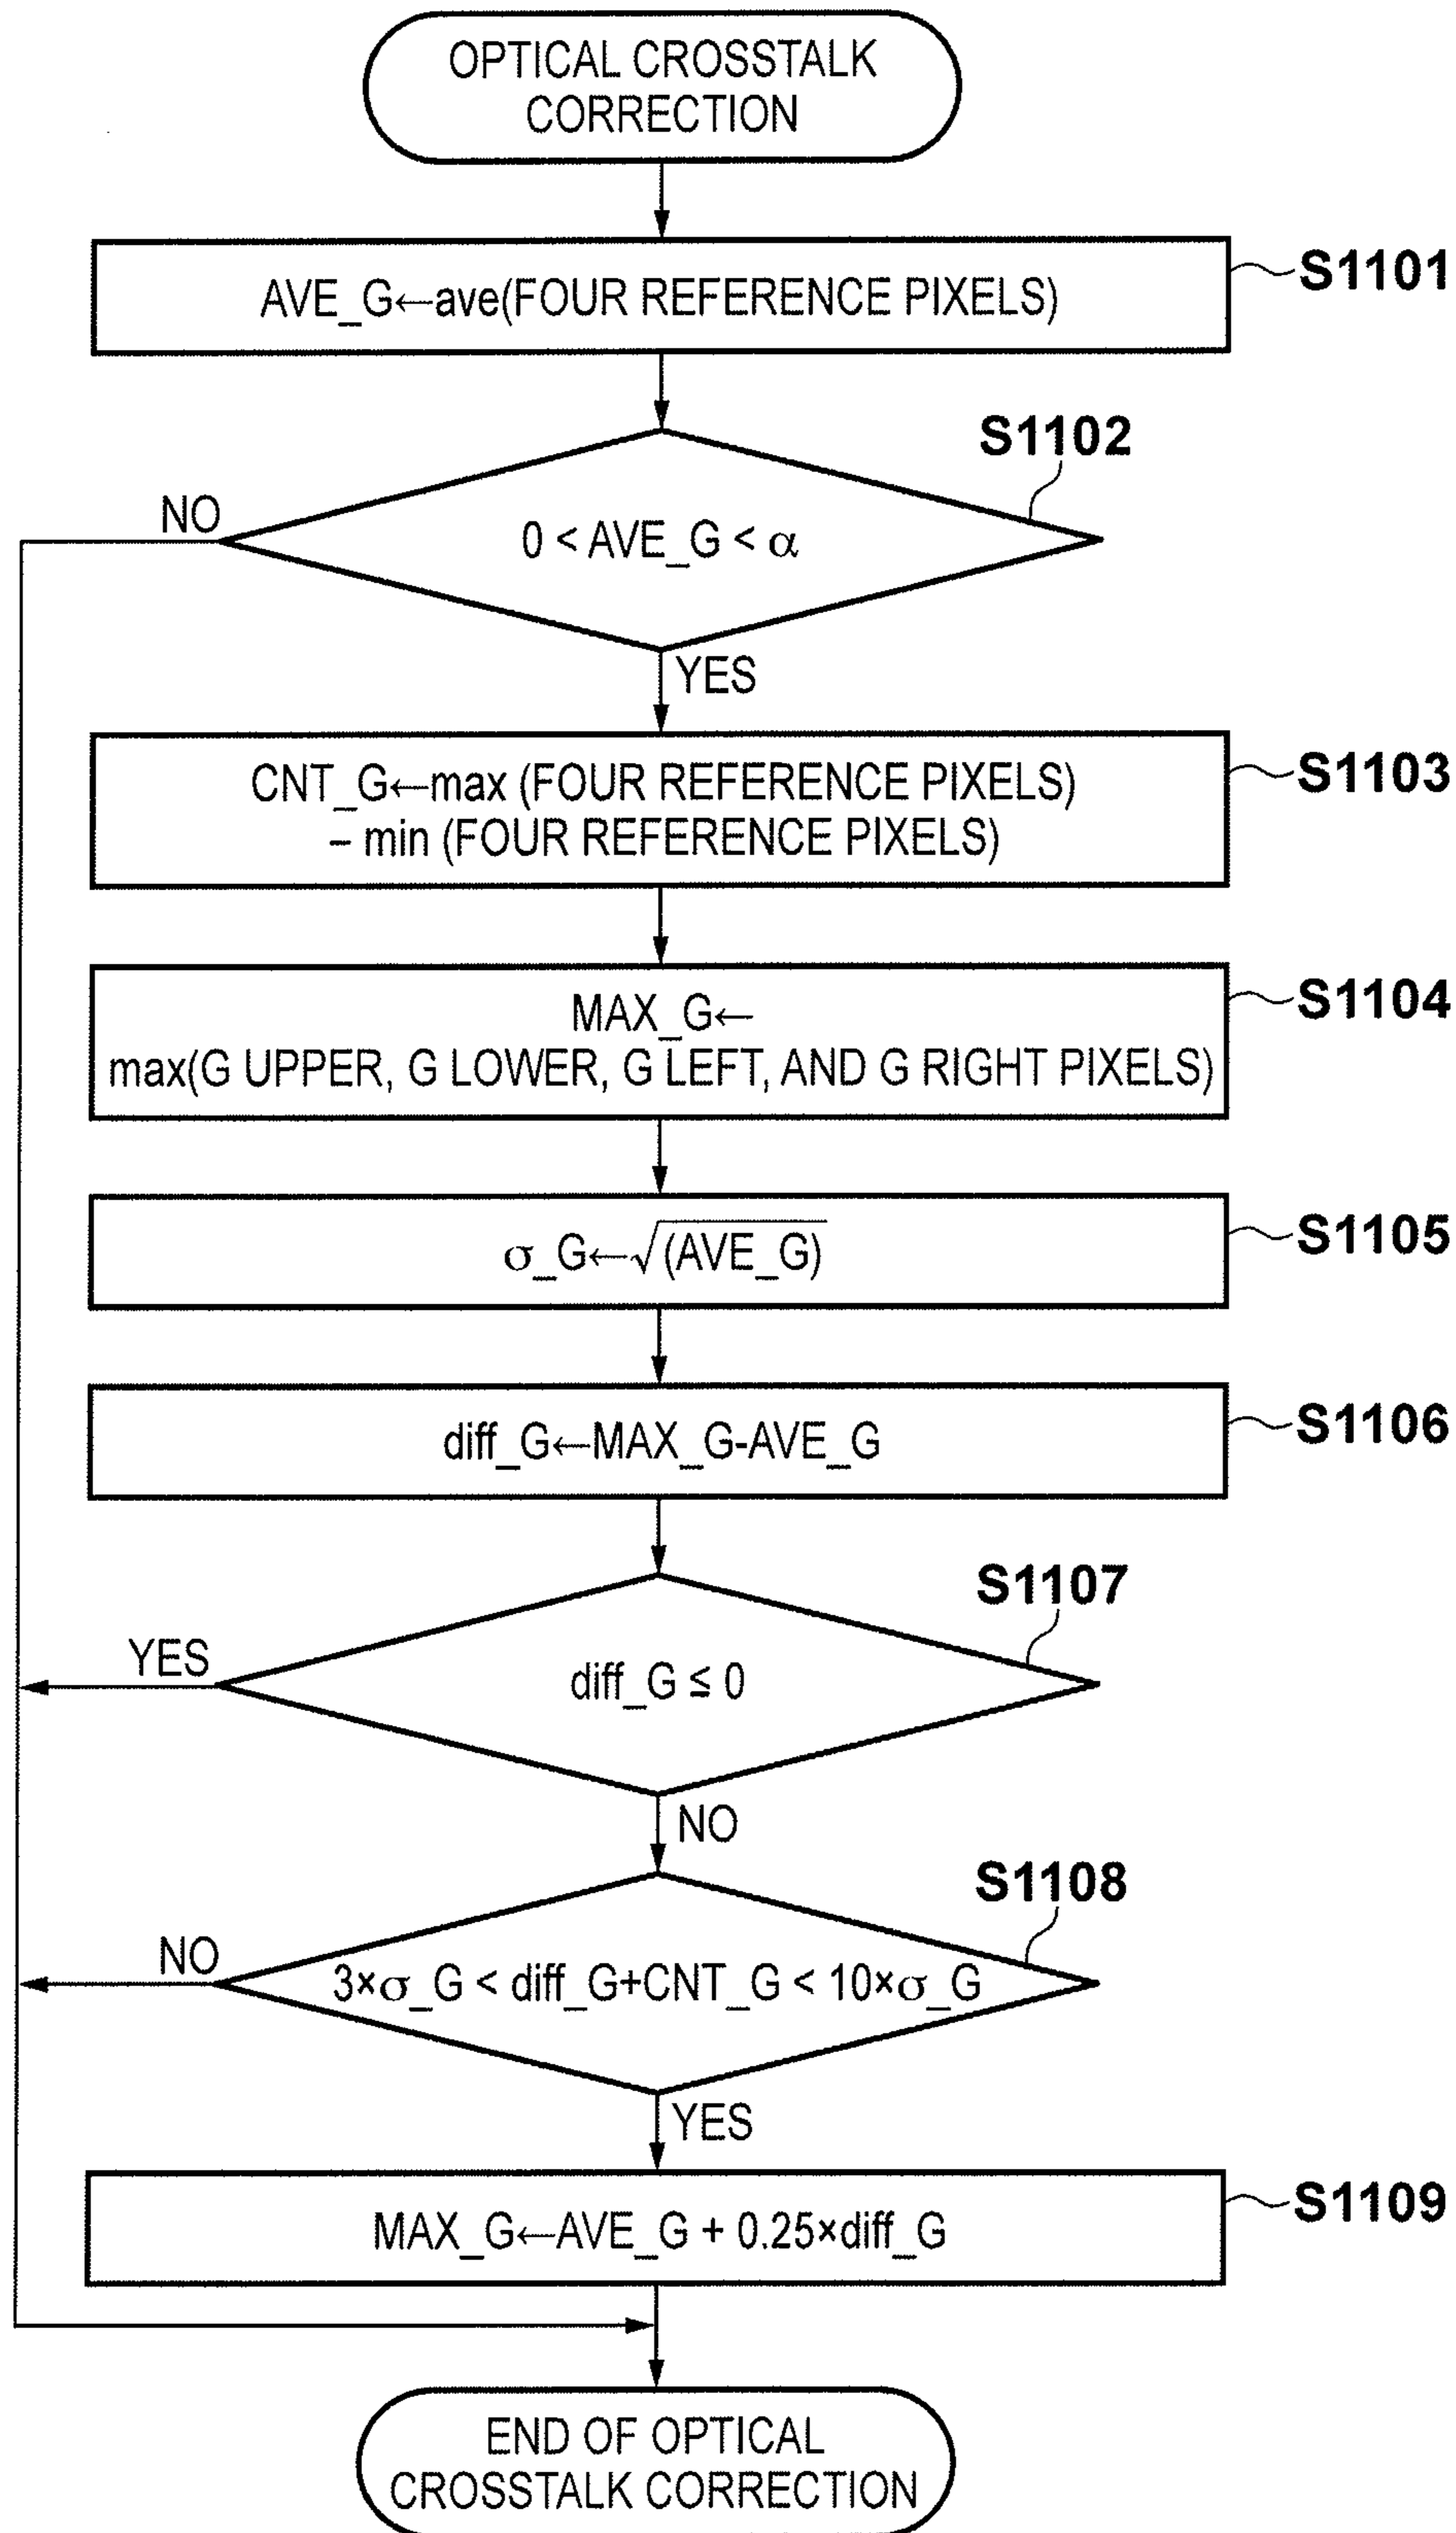 OPTICAL CROSSTALK
CORRECTION
AVE_G←ave(FOUR REFERENCE PIXELS)
S1101
S1102
NO
0 < AVE_G < α
YES
CNT_G←max (FOUR REFERENCE PIXELS)
– min (FOUR REFERENCE PIXELS)
S1103
MAX_G←
max(G UPPER, G LOWER, G LEFT, AND G RIGHT PIXELS)
S1104
σ_G←√(AVE_G)
S1105
diff_G←MAX_G-AVE_G
S1106
S1107
YES
diff_G ≦ 0
NO
S1108
NO
3×σ_G < diff_G+CNT_G < 10×σ_G
YES
MAX_G←AVE_G + 0.25×diff_G
S1109
END OF OPTICAL
CROSSTALK CORRECTION